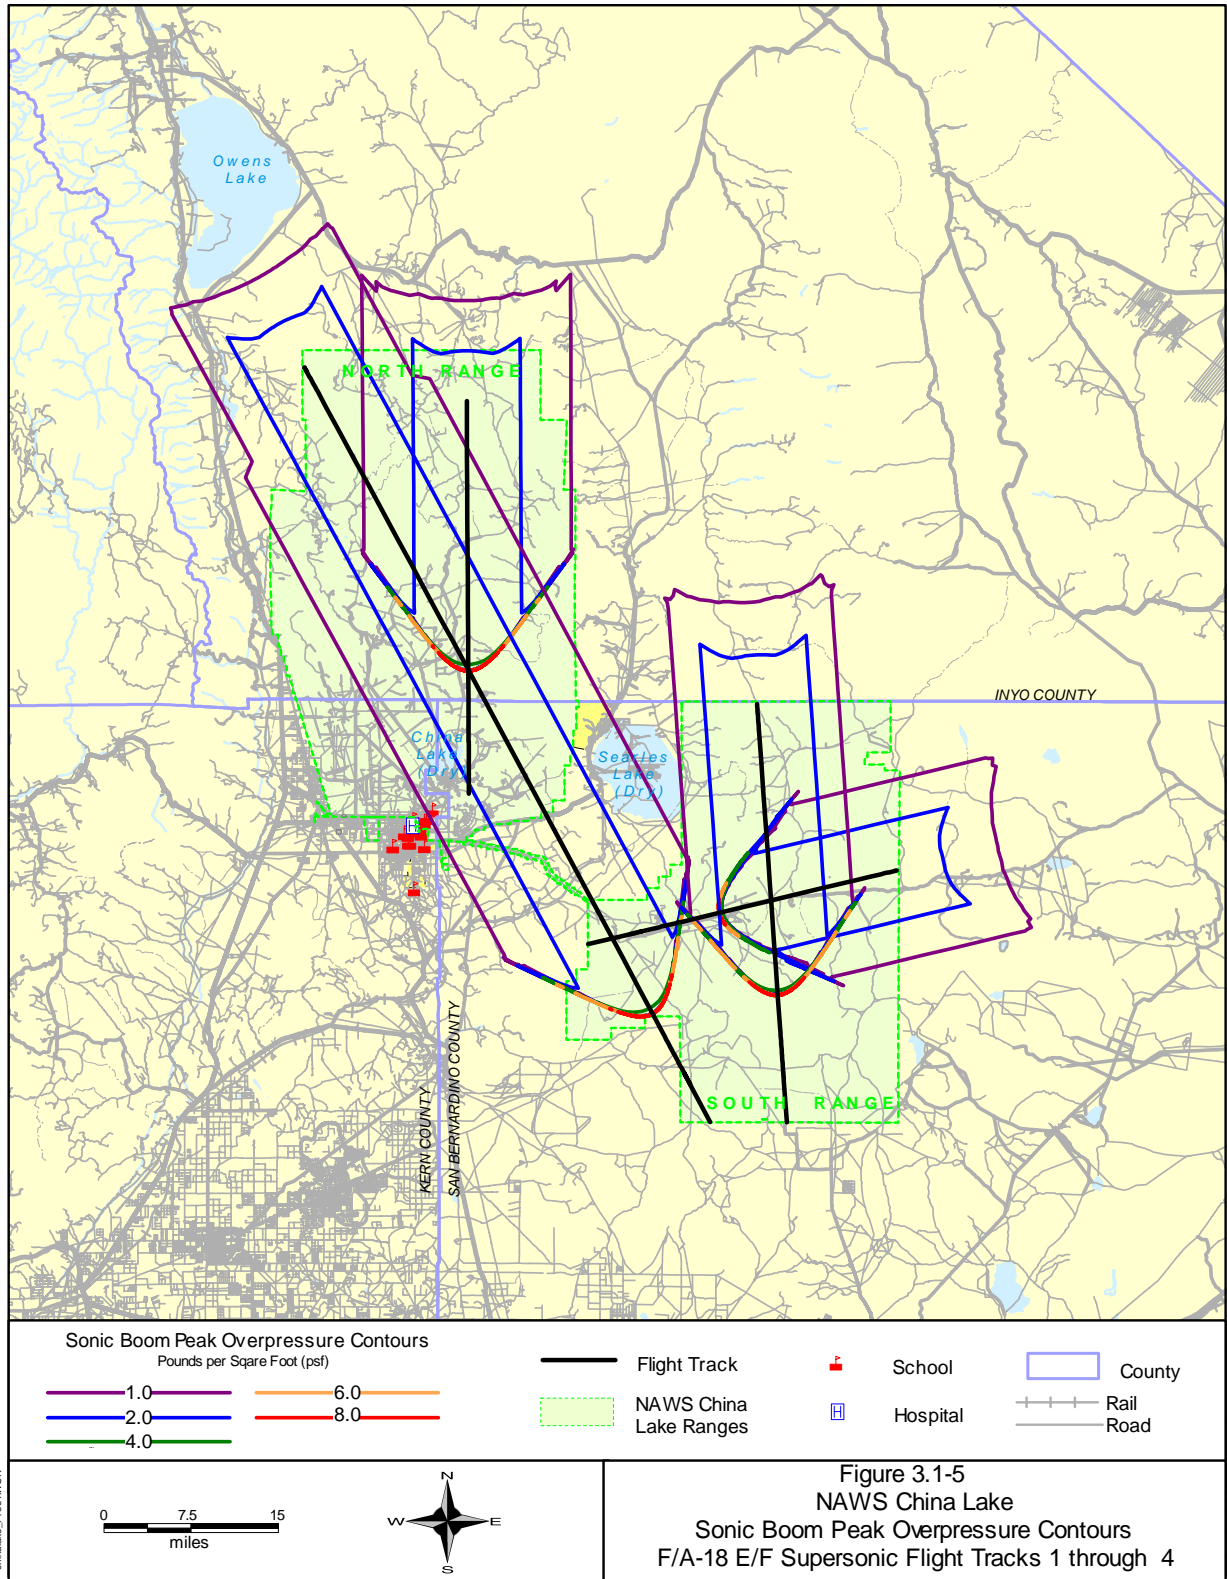 Owens
Lake
NORTH RANGE
INYO COUNTY
China
Lake
(Dry)
Searles
Lake
(Dry)
H
SOUTH RANGE
KERN COUNTY
SAN BERNARDINO COUNTY
Sonic Boom Peak Overpressure Contours
Pounds per Sqare Foot (psf)
1.0
2.0
4.0
6.0
8.0
Flight Track
NAWS China
Lake Ranges
School
H
Hospital
County
Rail
Road
0 7.5 15
miles
N
W E
S
Figure 3.1-5
NAWS China Lake
Sonic Boom Peak Overpressure Contours
F/A-18 E/F Supersonic Flight Tracks 1 through 4